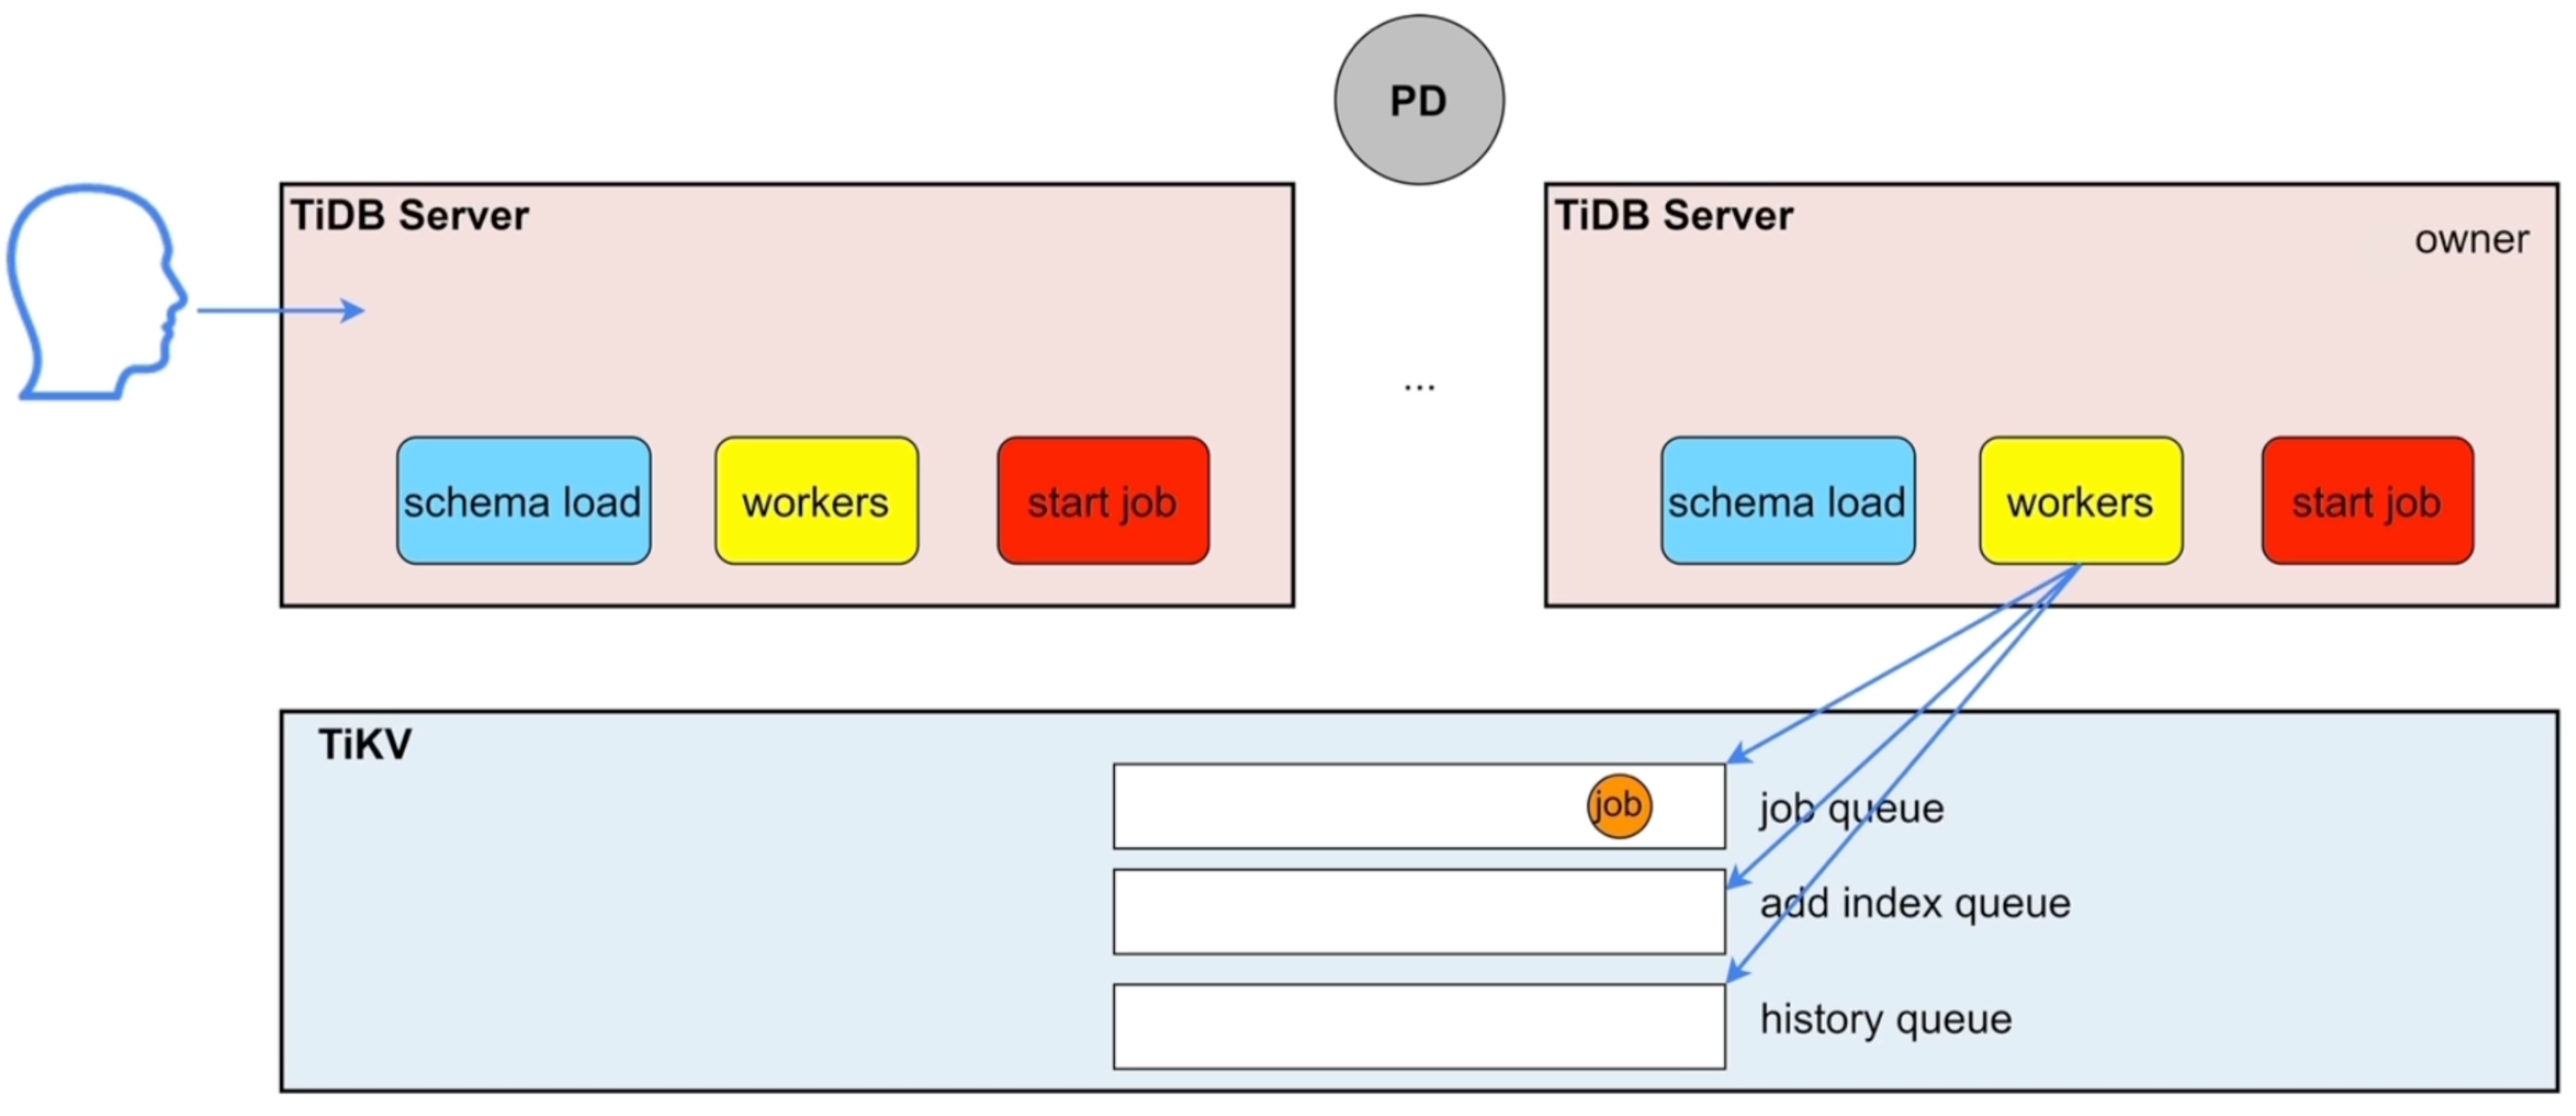 PD
TiDB Server
schema load
workers
start job
...
TiDB Server
owner
schema load
workers
start job
TiKV
job
job queue
add index queue
history queue